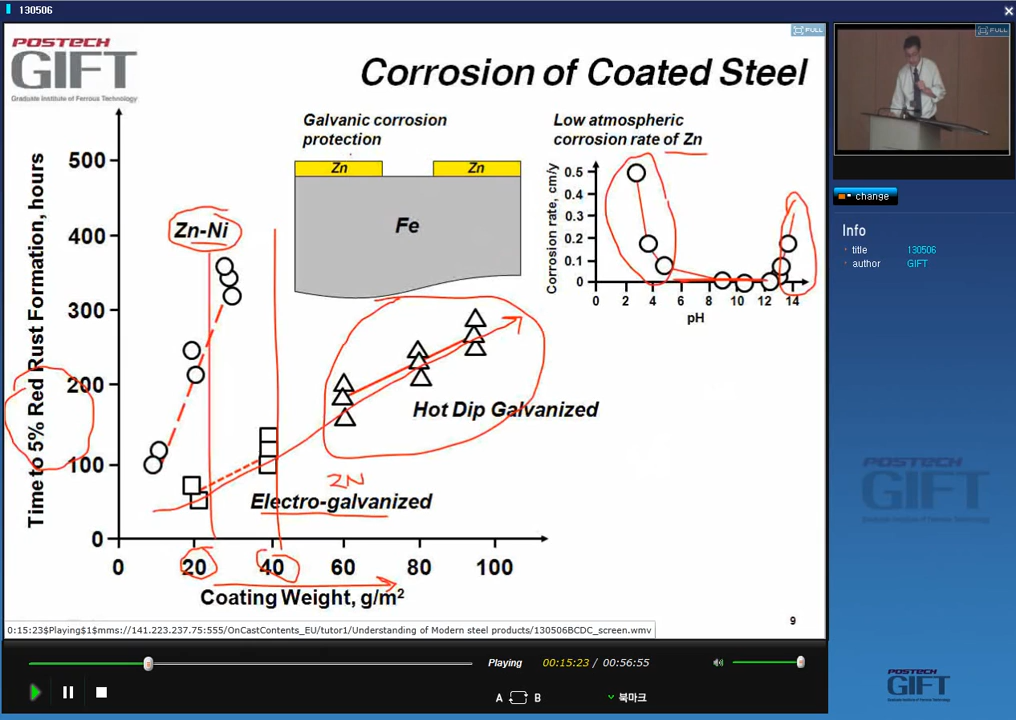 130506
FULL
POSTECH
GIFT
Graduate Institute of Ferrous Technology
Corrosion of Coated Steel
Galvanic corrosion
protection
Zn
Zn
Fe
Low atmospheric
corrosion rate of Zn
Corrosion rate, cm/y
0.5
0.4
0.3
0.2
0.1
0
0 2 4 6 8 10 12 14
pH
Time to 5% Red Rust Formation, hours
500
400
300
200
100
0
Zn-Ni
Hot Dip Galvanized
ZN
Electro-galvanized
0 20 40 60 80 100
Coating Weight, g/m²
9
0:15:23$Playing$1$mms://141.223.237.75:555/OnCastContents_EU/tutor1/Understanding of Modern steel products/130506BCDC_screen.wmv
Playing
00:15:23 / 00:56:55
A B
북마크
FULL
change
Info
title 130506
author GIFT
POSTECH
GIFT
POSTECH
GIFT